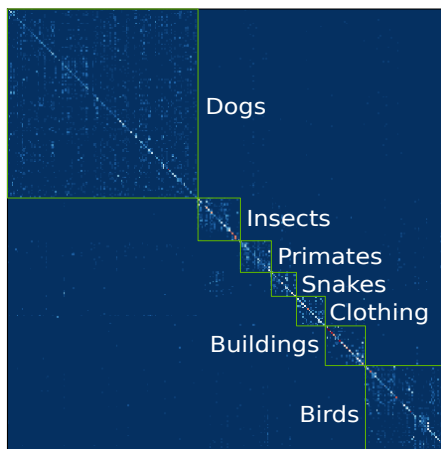 Dogs
Insects
Primates
Snakes
Clothing
Buildings
Birds